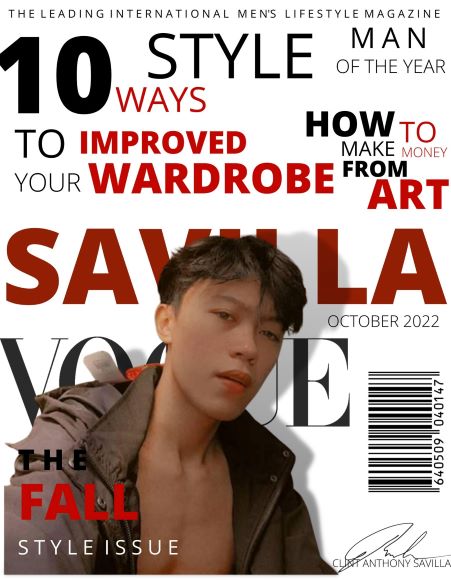 THE LEADING INTERNATIONAL MEN'S LIFESTYLE MAGAZINE
10 STYLE
WAYS
TO IMPROVED
YOUR WARDROBE
MAN
OF THE YEAR
HOW TO
MAKE MONEY
FROM
ART
SAVILLA
OCTOBER 2022
VOGUE
THE
FALL
STYLE ISSUE
640509 040147
CLINT ANTHONY SAVILLA